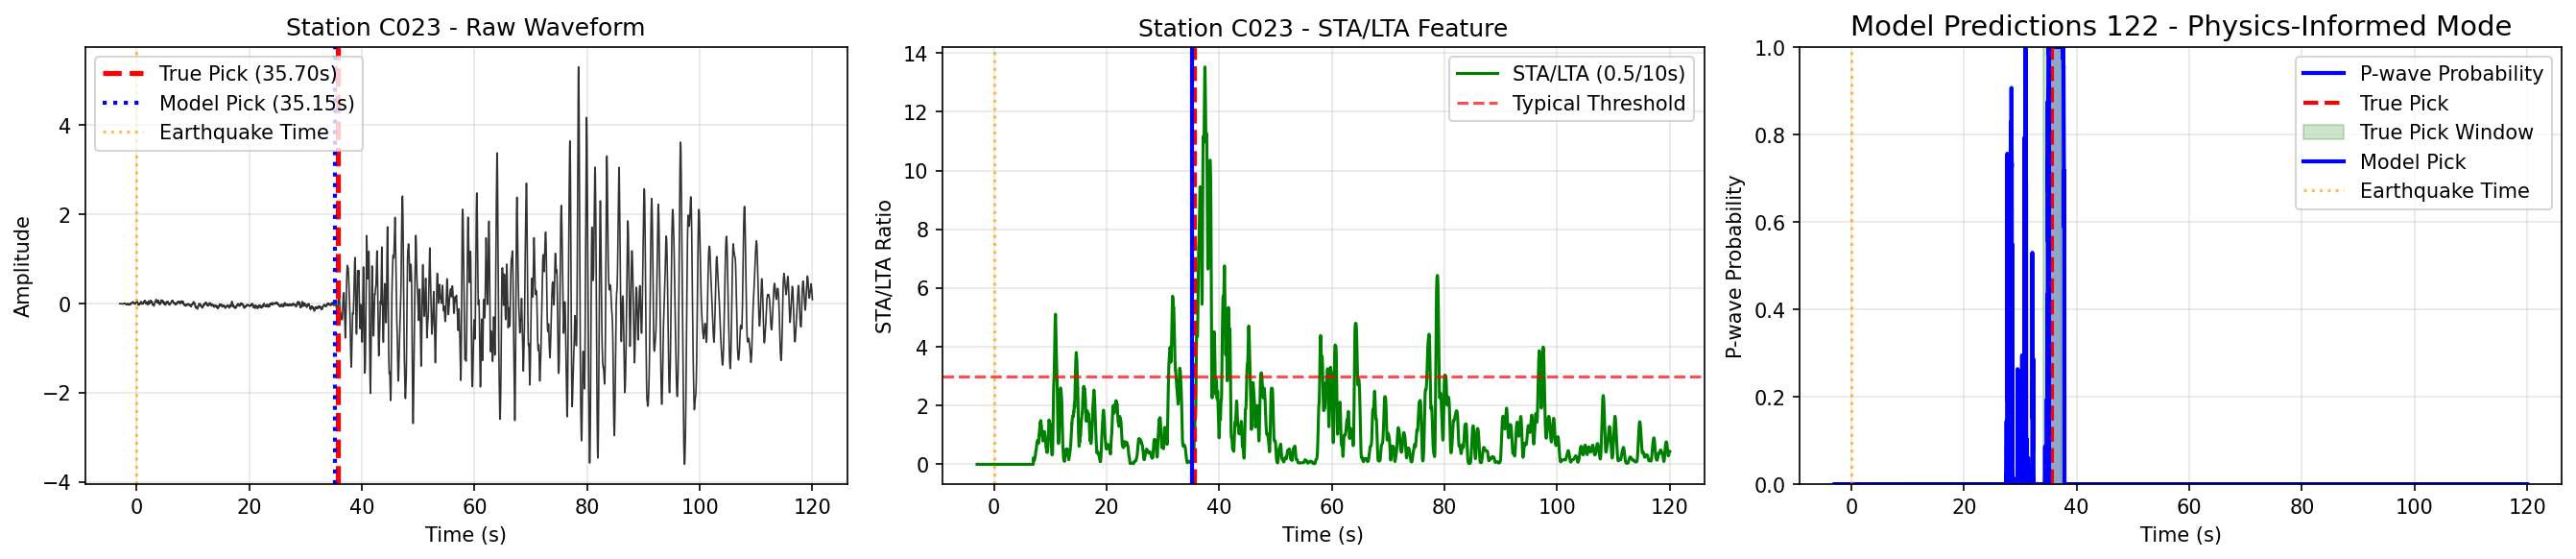 Station C023 - Raw Waveform
True Pick (35.70s)
Model Pick (35.15s)
Earthquake Time
Amplitude
4
2
0
−2
−4
0 20 40 60 80 100 120
Time (s)
Station C023 - STA/LTA Feature
STA/LTA (0.5/10s)
Typical Threshold
STA/LTA Ratio
14
12
10
8
6
4
2
0
0 20 40 60 80 100 120
Time (s)
Model Predictions 122 - Physics-Informed Mode
P-wave Probability
True Pick
True Pick Window
Model Pick
Earthquake Time
P-wave Probability
1.0
0.8
0.6
0.4
0.2
0.0
0 20 40 60 80 100 120
Time (s)